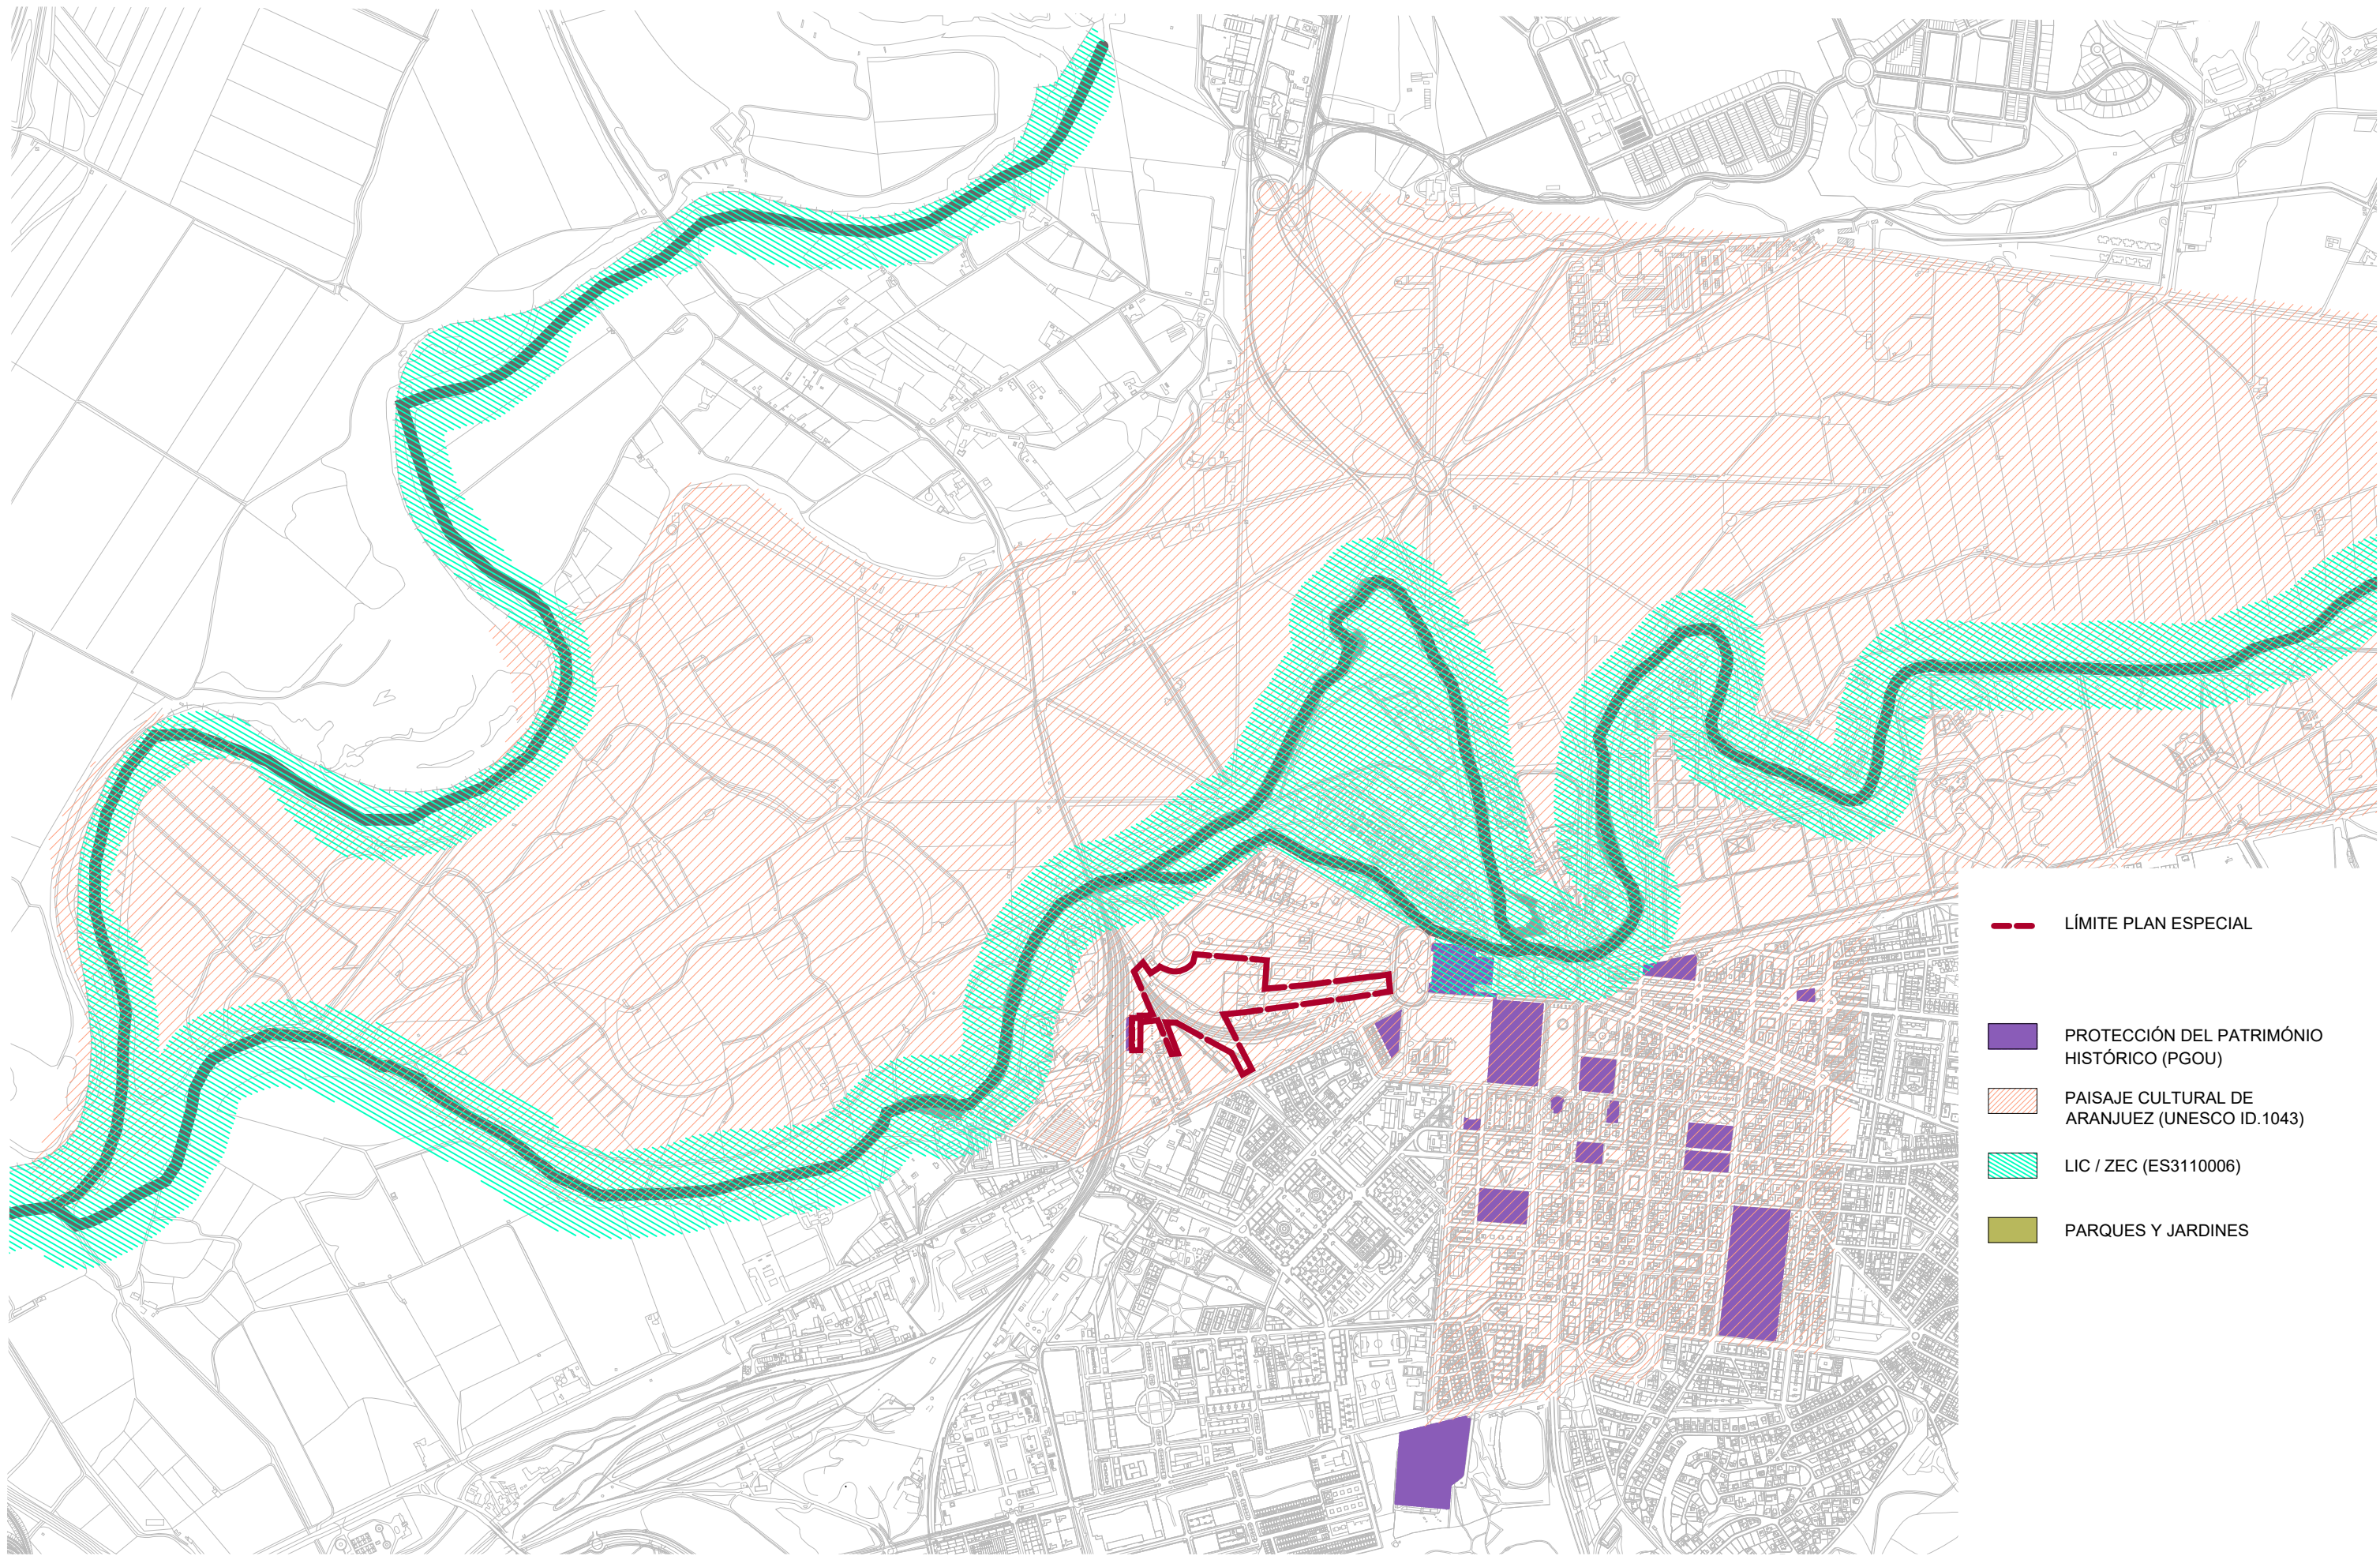 LÍMITE PLAN ESPECIAL
PROTECCIÓN DEL PATRIMÓNIO
HISTÓRICO (PGOU)
PAISAJE CULTURAL DE
ARANJUEZ (UNESCO ID.1043)
LIC / ZEC (ES3110006)
PARQUES Y JARDINES